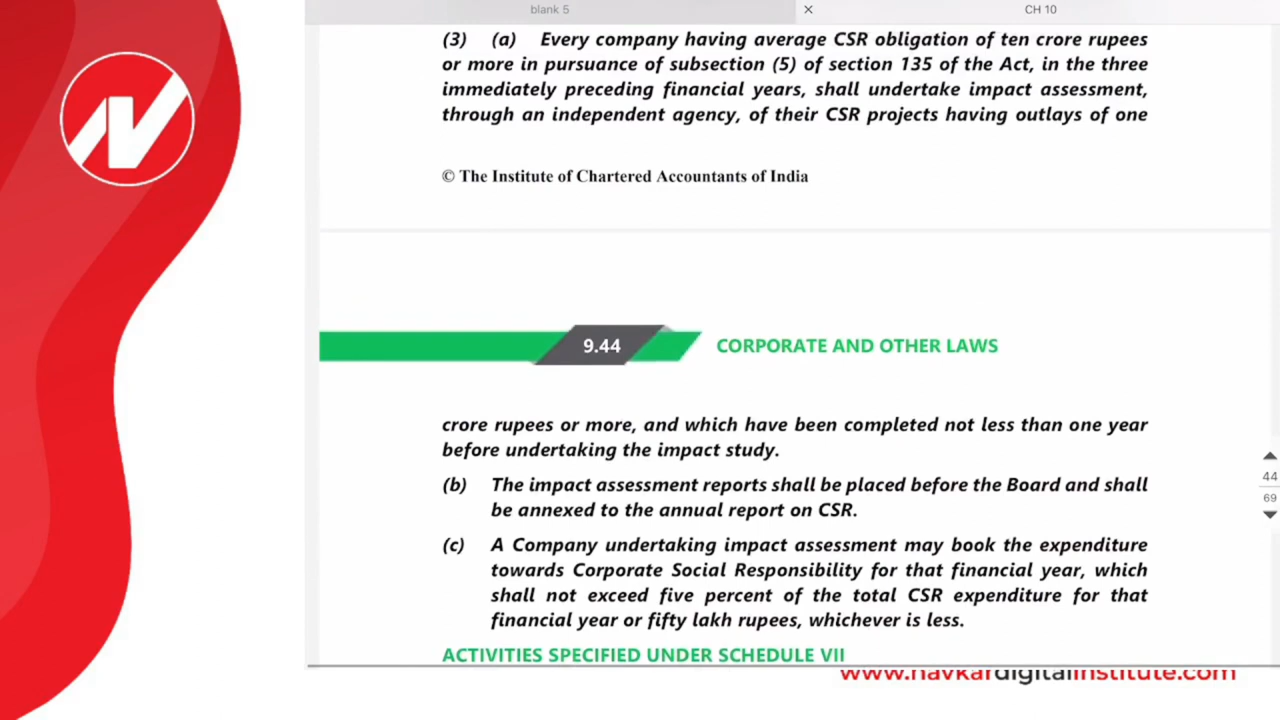 blank 5
CH 10
(3) (a) Every company having average CSR obligation of ten crore rupees
or more in pursuance of subsection (5) of section 135 of the Act, in the three
immediately preceding financial years, shall undertake impact assessment,
through an independent agency, of their CSR projects having outlays of one
© The Institute of Chartered Accountants of India
9.44
CORPORATE AND OTHER LAWS
crore rupees or more, and which have been completed not less than one year
before undertaking the impact study.
(b) The impact assessment reports shall be placed before the Board and shall
be annexed to the annual report on CSR.
(c) A Company undertaking impact assessment may book the expenditure
towards Corporate Social Responsibility for that financial year, which
shall not exceed five percent of the total CSR expenditure for that
financial year or fifty lakh rupees, whichever is less.
44
69
ACTIVITIES SPECIFIED UNDER SCHEDULE VII
www.navkardigitalinstitute.com